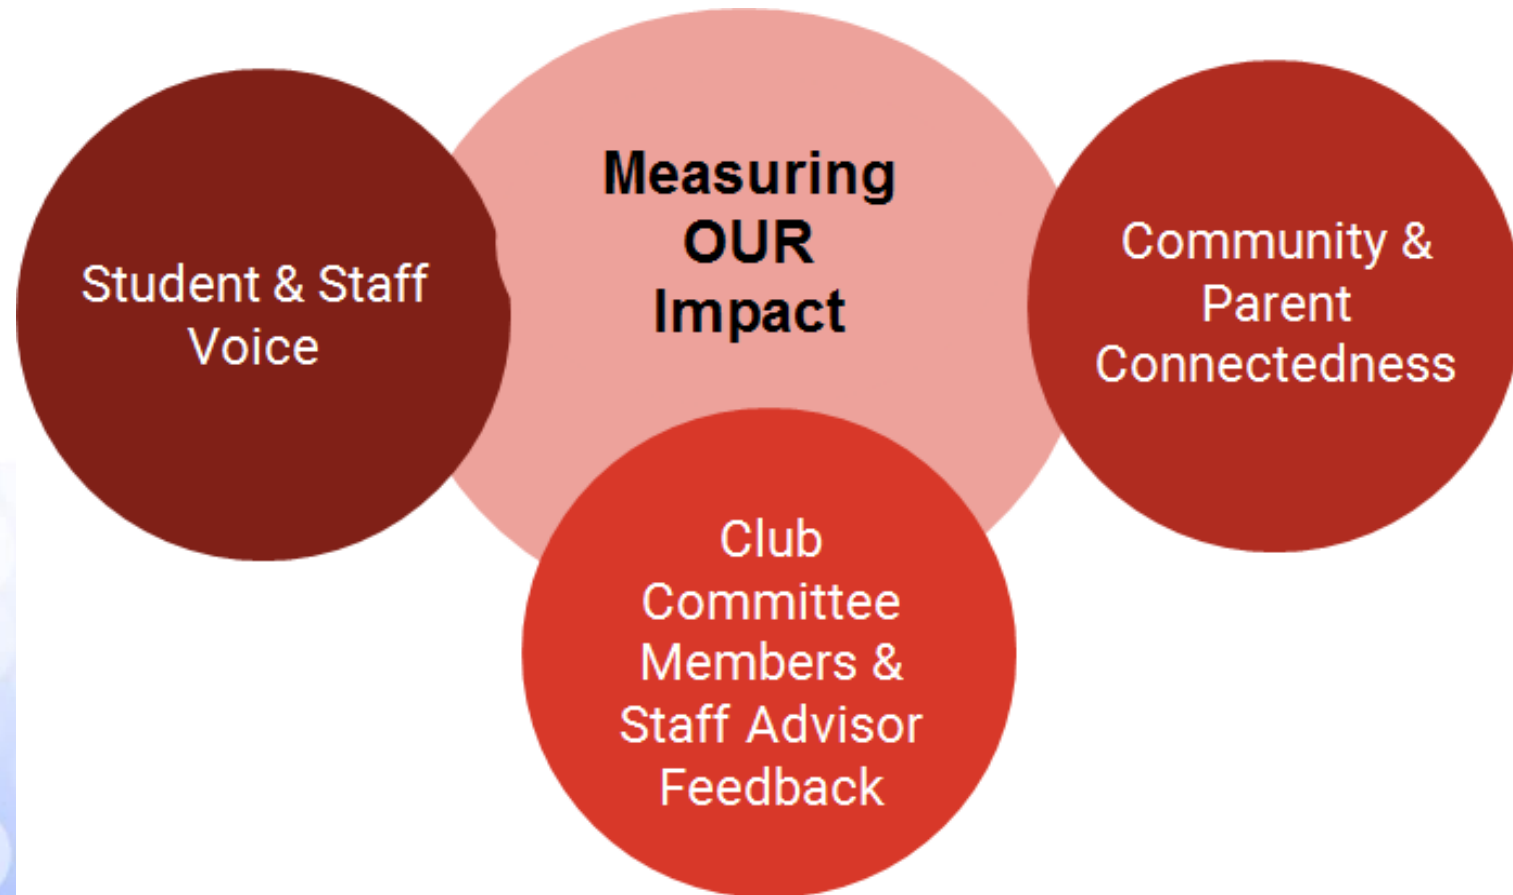 Measuring
OUR
Impact
Student & Staff
Voice
Community &
Parent
Connectedness
Club
Committee
Members &
Staff Advisor
Feedback